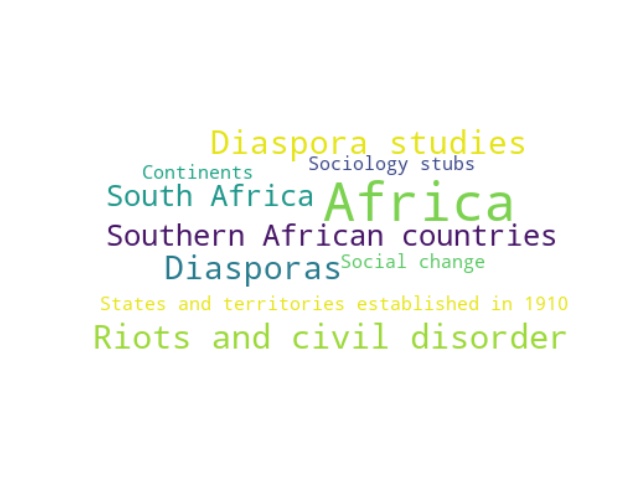 Diaspora studies
Sociology stubs
Continents
South Africa
Africa
Southern African countries
Diasporas
Social change
States and territories established in 1910
Riots and civil disorder